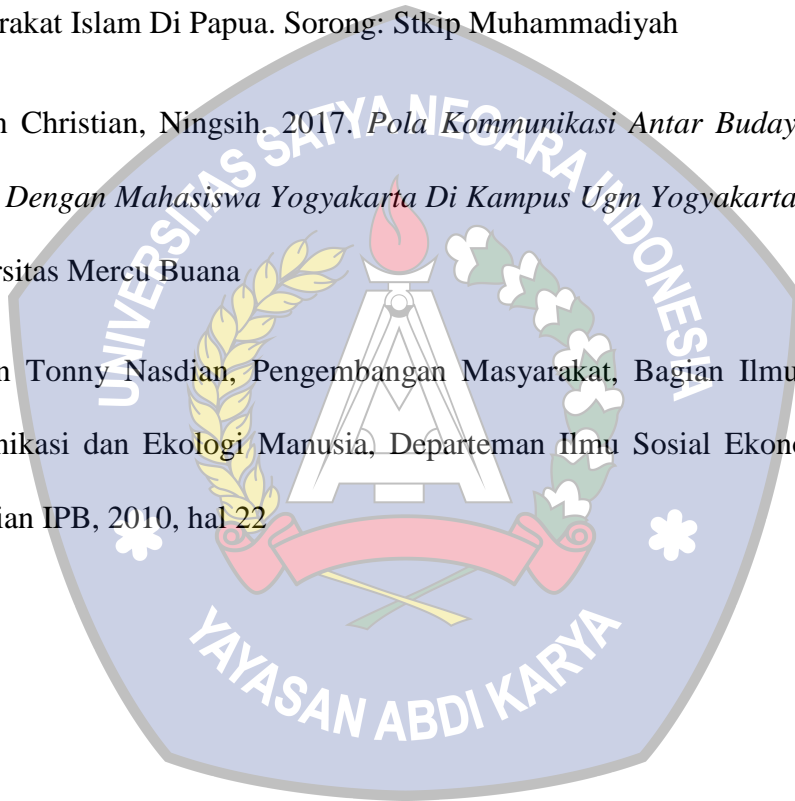 rakat Islam Di Papua. Sorong: Stkip Muhammadiyah
n Christian, Ningsih. 2017. Pola Kommunikasi Antar Buday
Dengan Mahasiswa Yogyakarta Di Kampus Ugm Yogyakarta
rsitas Mercu Buana
n Tonny Nasdian, Pengembangan Masyarakat, Bagian Ilmu
nikasi dan Ekologi Manusia, Departeman Ilmu Sosial Ekono
ian IPB, 2010, hal 22
UNIVERSITAS SATYA NEGARA INDONESIA
YAYASAN ABDI KARYA